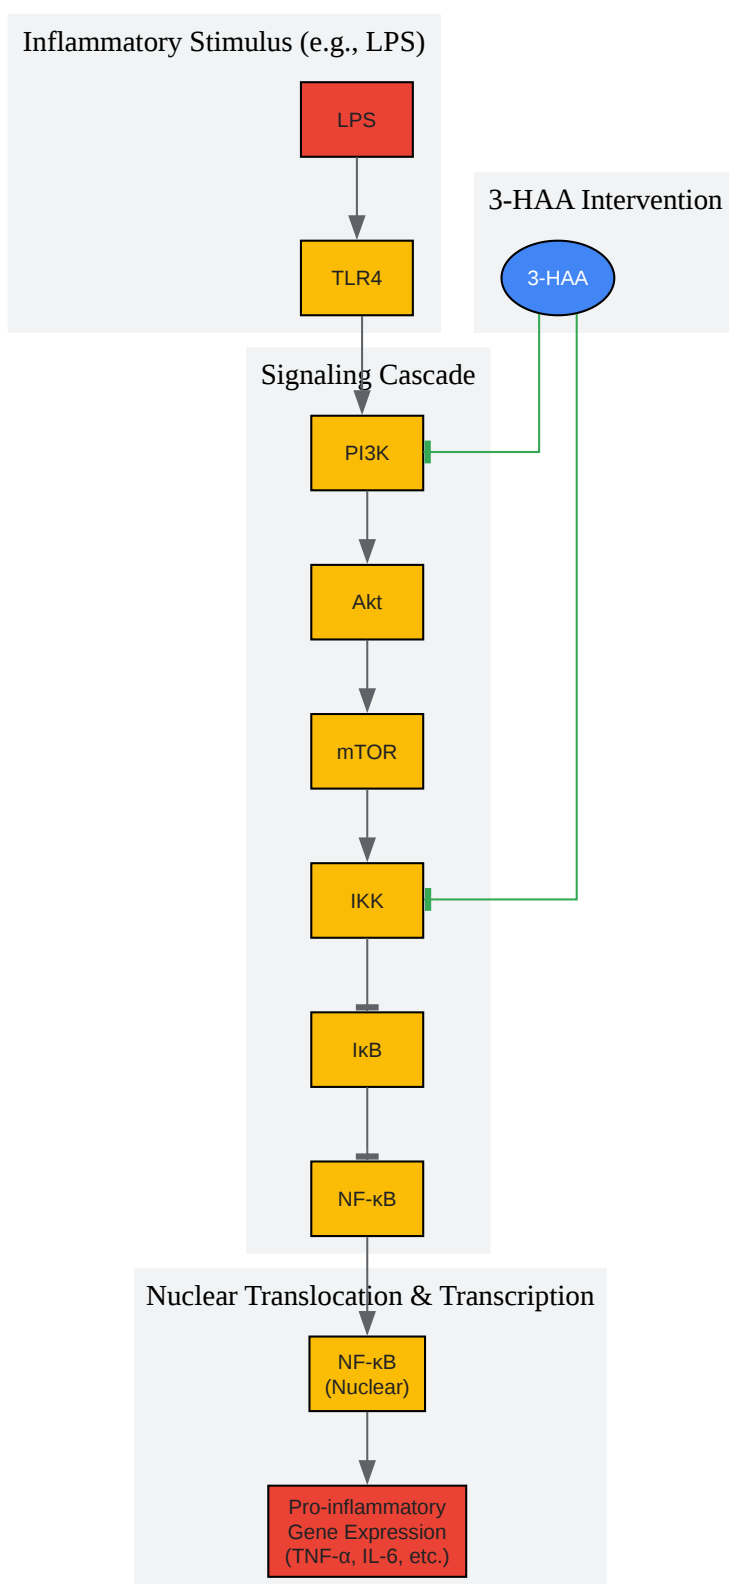 Inflammatory Stimulus (e.g., LPS)
LPS
TLR4
3-HAA Intervention
3-HAA
Signaling Cascade
PI3K
Akt
mTOR
IKK
IκB
NF-κB
Nuclear Translocation & Transcription
NF-κB
(Nuclear)
Pro-inflammatory
Gene Expression
(TNF-α, IL-6, etc.)